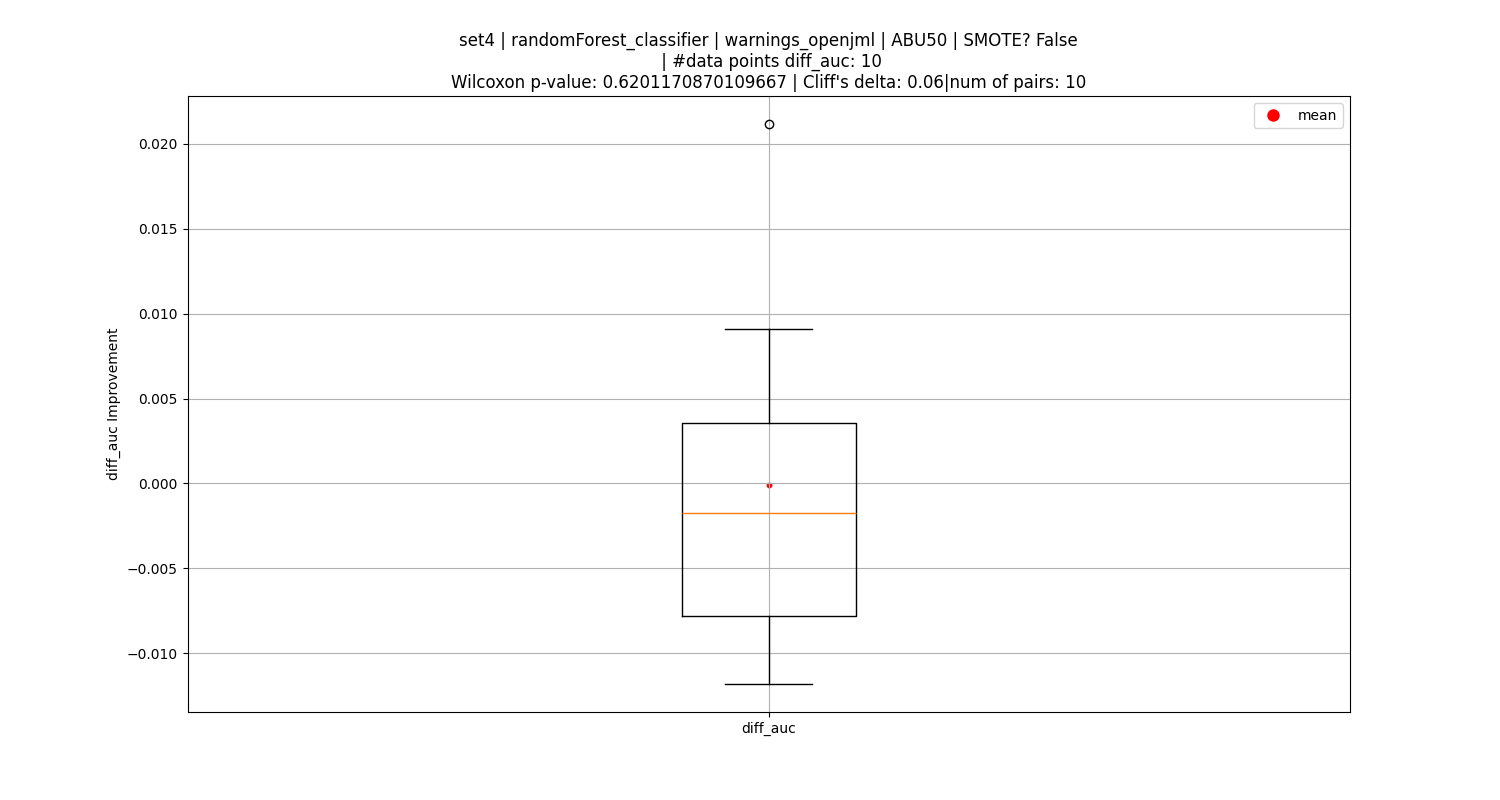 set4 | randomForest_classifier | warnings_openjml | ABU50 | SMOTE? False
| #data points diff_auc: 10
Wilcoxon p-value: 0.6201170870109667 | Cliff's delta: 0.06|num of pairs: 10
mean
0.020
0.015
0.010
0.005
0.000
−0.005
−0.010
diff_auc Improvement
diff_auc